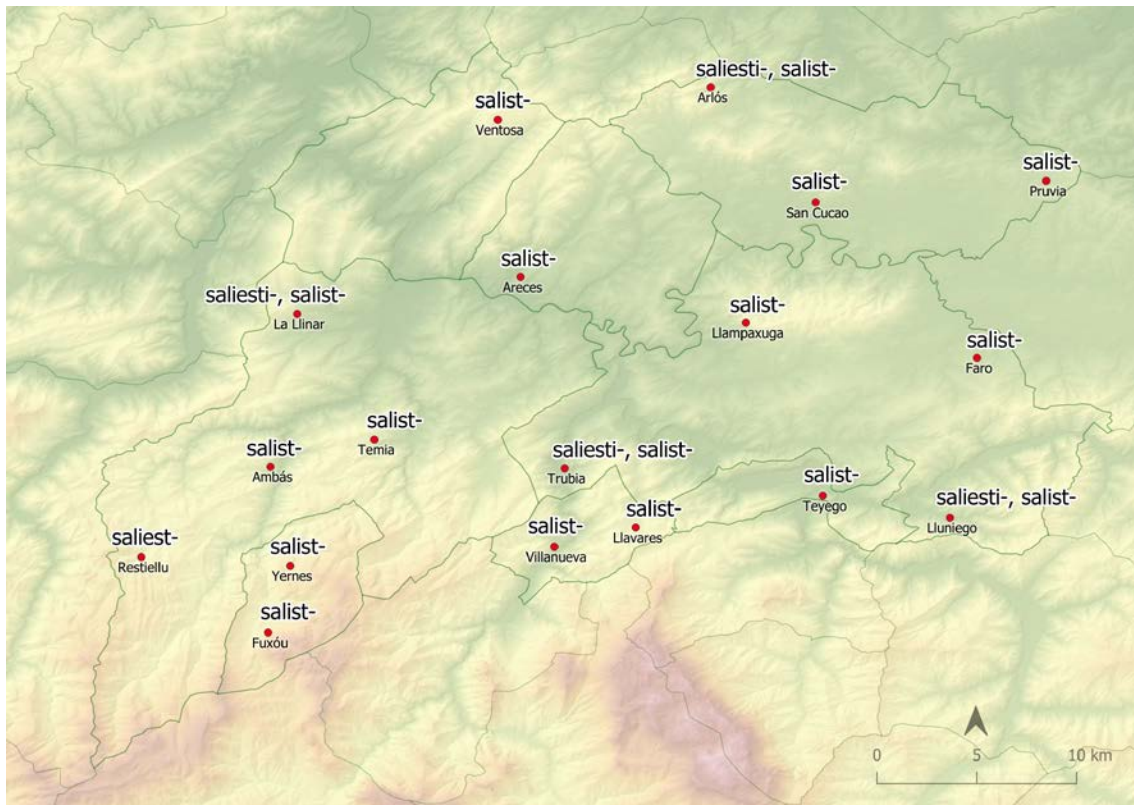 saliesti-, salist-
Arlós
salist-
Ventosa
salist-
Pruvia
salist-
San Cucao
salist-
Areces
saliesti-, salist-
La Llinar
salist-
Llampaxuga
salist-
Faro
salist-
Temia
salist-
Ambás
saliesti-, salist-
Trubia
salist-
Teyego
saliesti-, salist-
Lluniego
salist-
Llavares
salist-
Villanueva
saliest-
Restiellu
salist-
Yernes
salist-
Fuxóu
0 5 10 km